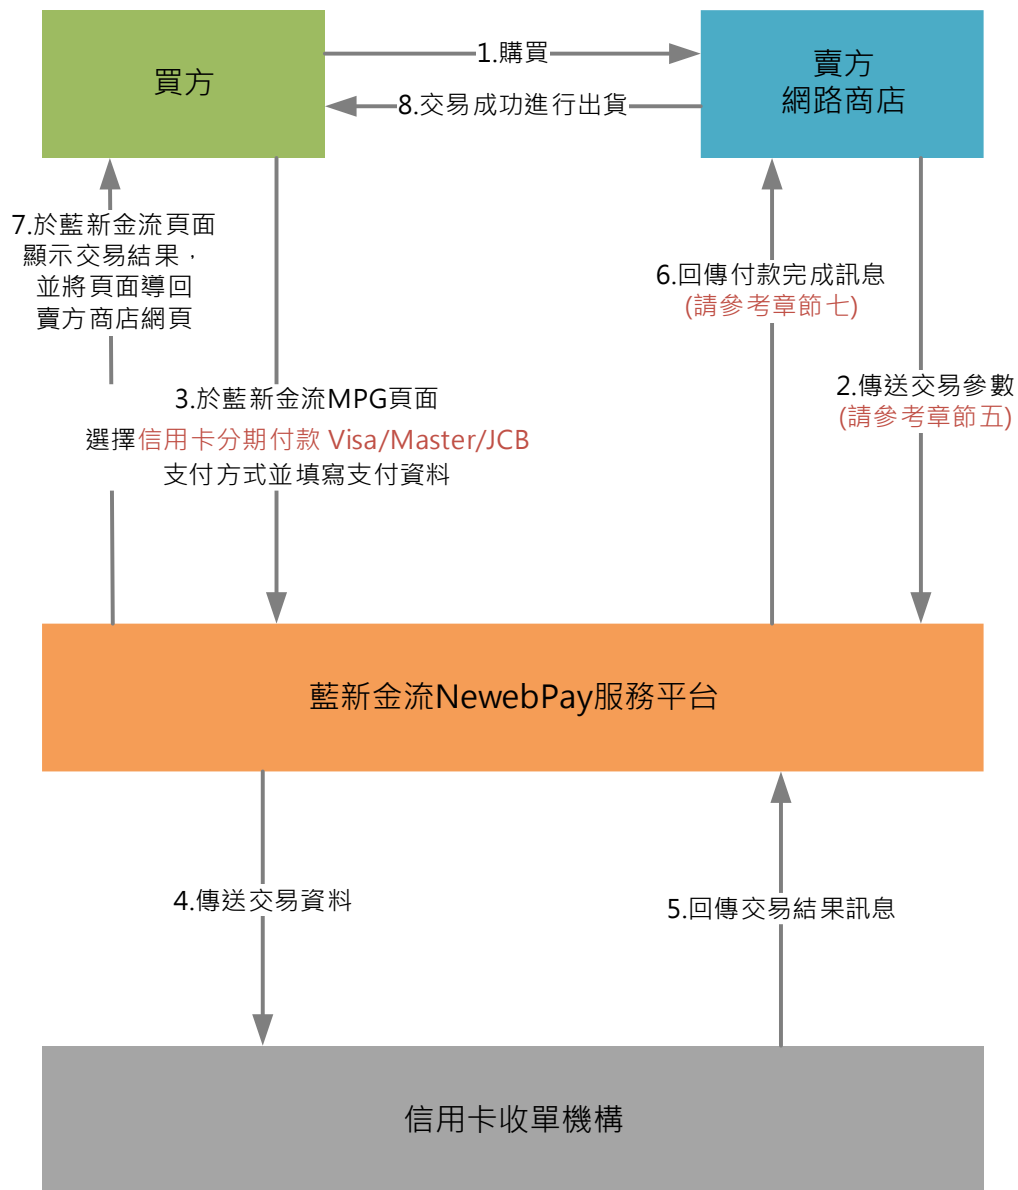 買方
1.購買
賣方
網路商店
8.交易成功進行出貨
7.於藍新金流頁面
顯示交易結果，
並將頁面導回
賣方商店網頁
6.回傳付款完成訊息
(請參考章節七)
2.傳送交易參數
(請參考章節五)
3.於藍新金流MPG頁面
選擇信用卡分期付款 Visa/Master/JCB
支付方式並填寫支付資料
藍新金流NewebPay服務平台
4.傳送交易資料
5.回傳交易結果訊息
信用卡收單機構